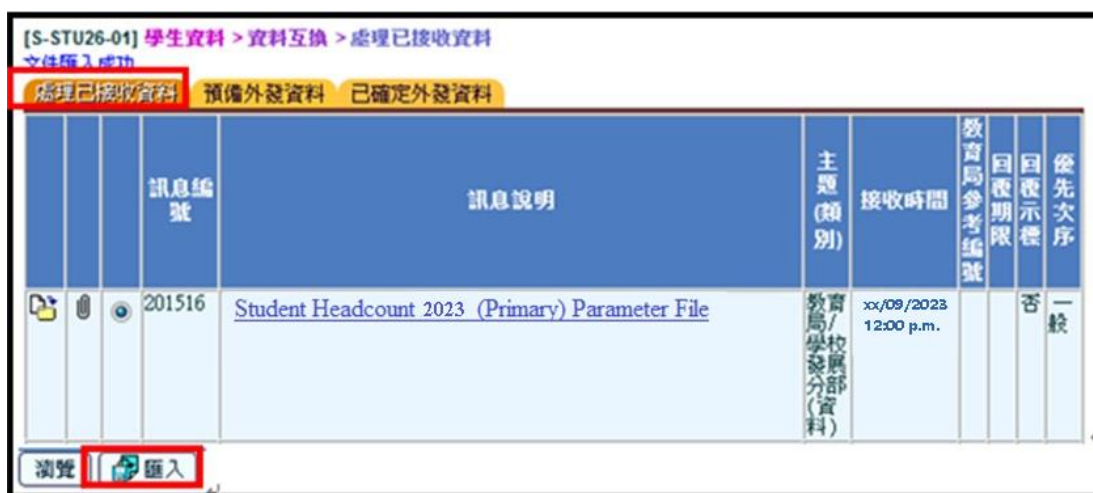 [S-STU26-01] 學生資料 > 資料互換 > 處理已接收資料
文件匯入成功
處理已接收資料 預備外發資料 已確定外發資料
訊息編號
訊息說明
主題(類別)
接收時間
教育局參考編號
回覆期限
回覆示標
優先次序
201516
Student Headcount 2023 (Primary) Parameter File
教育局/學校發展分部(資料)
xx/09/2023
12:00 p.m.
否
一般
瀏覽 匯入